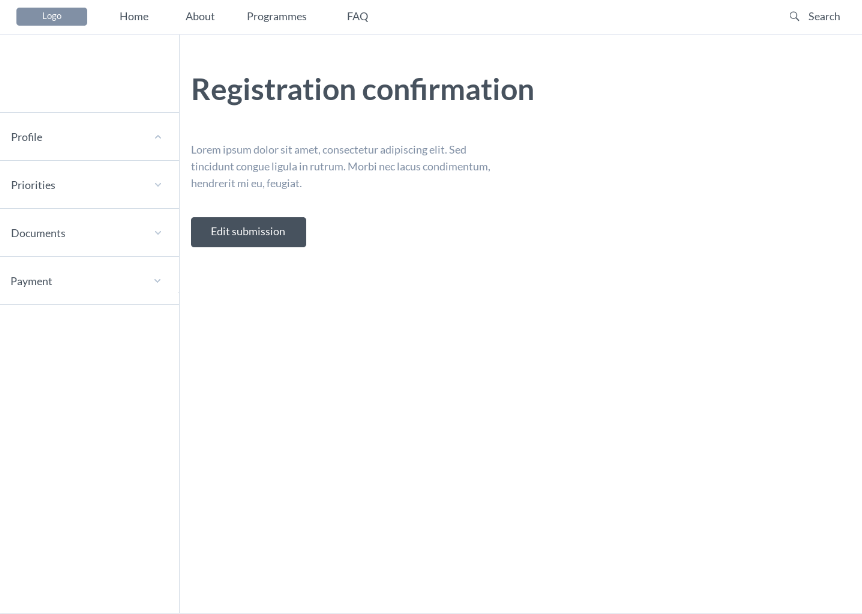 Logo
Home
About
Programmes
FAQ
Search
Registration confirmation
Profile
Priorities
Documents
Payment
Lorem ipsum dolor sit amet, consectetur adipiscing elit. Sed
tincidunt congue ligula in rutrum. Morbi nec lacus condimentum,
hendrerit mi eu, feugiat.
Edit submission